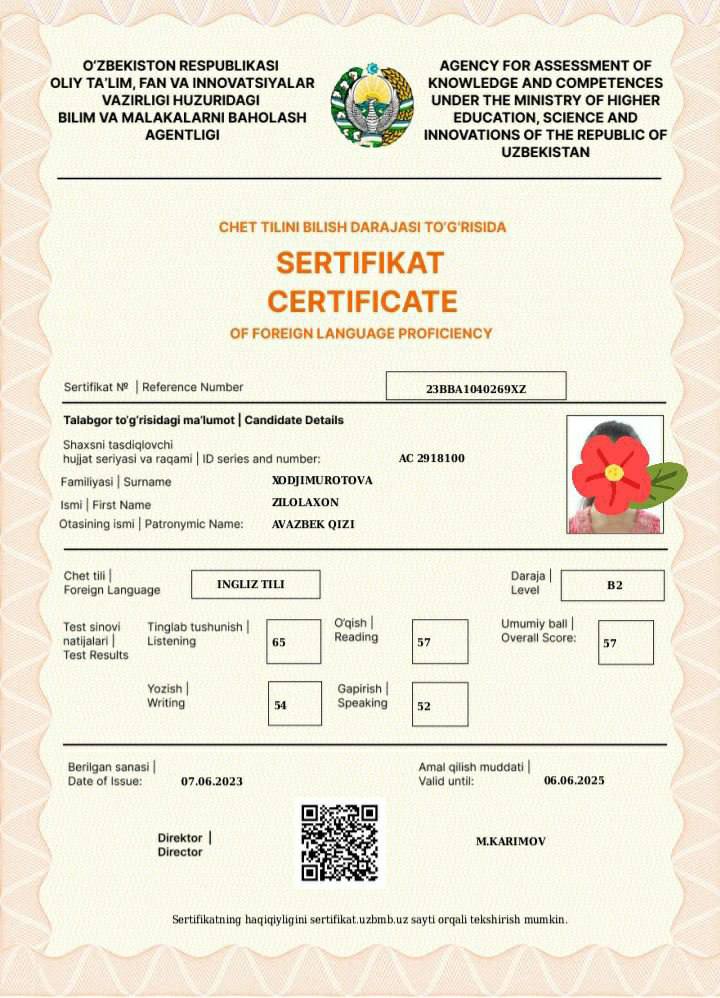 O‘ZBEKISTON RESPUBLIKASI
OLIY TA’LIM, FAN VA INNOVATSIYALAR
VAZIRLIGI HUZURIDAGI
BILIM VA MALAKALARNI BAHOLASH
AGENTLIGI
AGENCY FOR ASSESSMENT OF
KNOWLEDGE AND COMPETENCES
UNDER THE MINISTRY OF HIGHER
EDUCATION, SCIENCE AND
INNOVATIONS OF THE REPUBLIC OF
UZBEKISTAN
CHET TILINI BILISH DARAJASI TO‘G‘RISIDA
SERTIFIKAT
CERTIFICATE
OF FOREIGN LANGUAGE PROFICIENCY
Sertifikat № | Reference Number 23BBA1040269XZ
Talabgor to‘g‘risidagi ma’lumot | Candidate Details
Shaxsni tasdiqlovchi
hujjat seriyasi va raqami | ID series and number: AC 2918100
Familiyasi | Surname XODJIMUROTOVA
Ismi | First Name ZILOLAXON
Otasining ismi | Patronymic Name: AVAZBEK QIZI
Chet tili |
Foreign Language
INGLIZ TILI
Daraja |
Level
B2
Test sinovi
natijalari |
Test Results
Tinglab tushunish |
Listening
65
O‘qish |
Reading
57
Umumiy ball |
Overall Score:
57
Yozish |
Writing
54
Gapirish |
Speaking
52
Berilgan sanasi |
Date of Issue: 07.06.2023
Amal qilish muddati |
Valid until: 06.06.2025
Direktor |
Director
M.KARIMOV
Sertifikatning haqiqiyligini sertifikat.uzbmb.uz sayti orqali tekshirish mumkin.